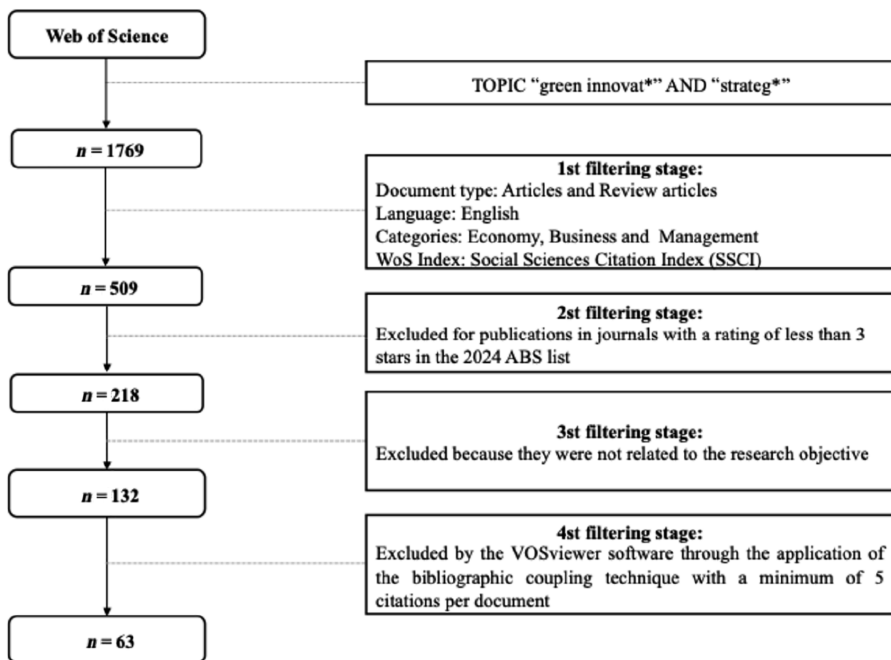 Web of Science
TOPIC “green innovat*” AND “strateg*”
n = 1769
1st filtering stage:
Document type: Articles and Review articles
Language: English
Categories: Economy, Business and Management
WoS Index: Social Sciences Citation Index (SSCI)
n = 509
2st filtering stage:
Excluded for publications in journals with a rating of less than 3
stars in the 2024 ABS list
n = 218
3st filtering stage:
Excluded because they were not related to the research objective
n = 132
4st filtering stage:
Excluded by the VOSviewer software through the application of
the bibliographic coupling technique with a minimum of 5
citations per document
n = 63